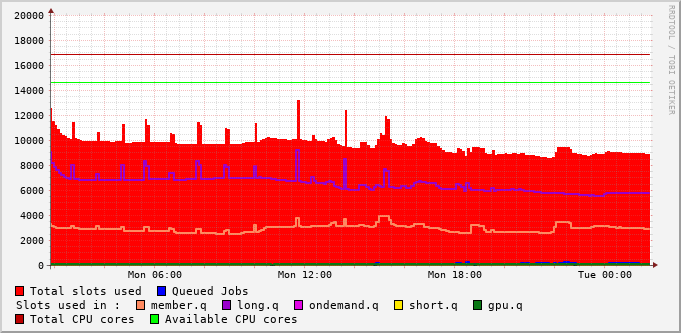 RRDTOOL / TOBI OETIKER
20000
18000
16000
14000
12000
10000
8000
6000
4000
2000
0
Mon 06:00 Mon 12:00 Mon 18:00 Tue 00:00
Total slots used Queued Jobs
Slots used in : member.q long.q ondemand.q short.q gpu.q
Total CPU cores Available CPU cores